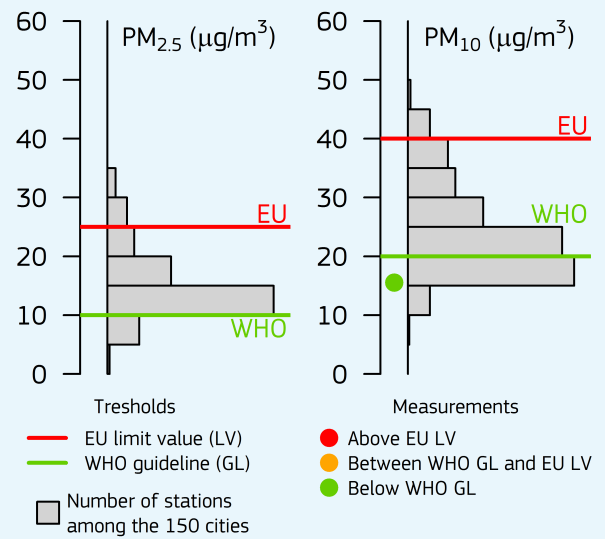 PM2.5 (μg/m³)
60
50
40
30
20
10
0
EU
WHO
PM10 (μg/m³)
60
50
40
30
20
10
0
EU
WHO
Tresholds
EU limit value (LV)
WHO guideline (GL)
Number of stations
among the 150 cities
Measurements
Above EU LV
Between WHO GL and EU LV
Below WHO GL